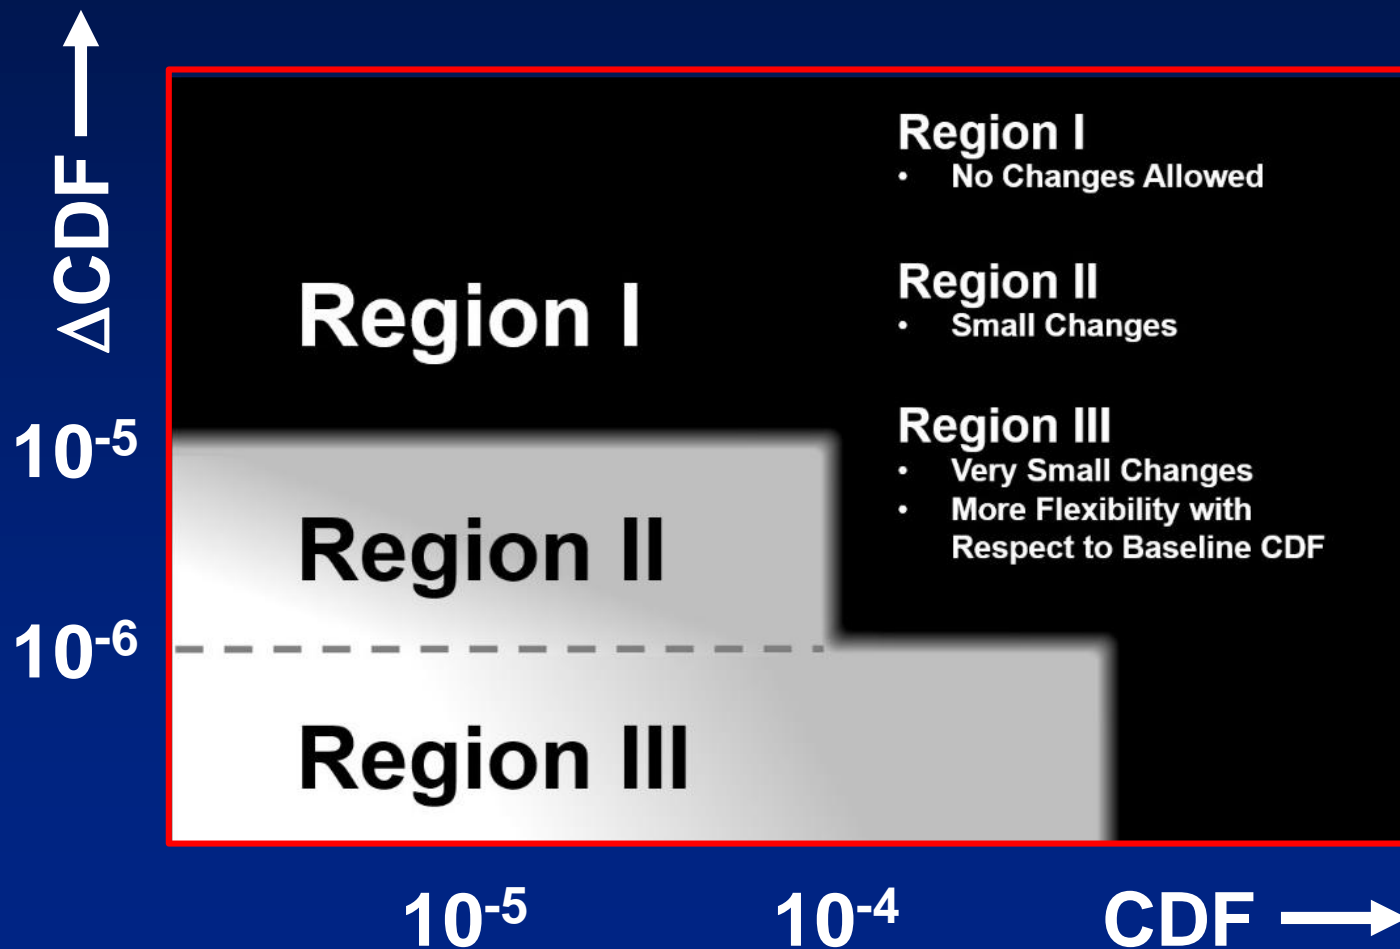 ΔCDF
10⁻⁵
10⁻⁶
Region I
Region II
Region III
Region I
• No Changes Allowed
Region II
• Small Changes
Region III
• Very Small Changes
• More Flexibility with
Respect to Baseline CDF
10⁻⁵
10⁻⁴
CDF